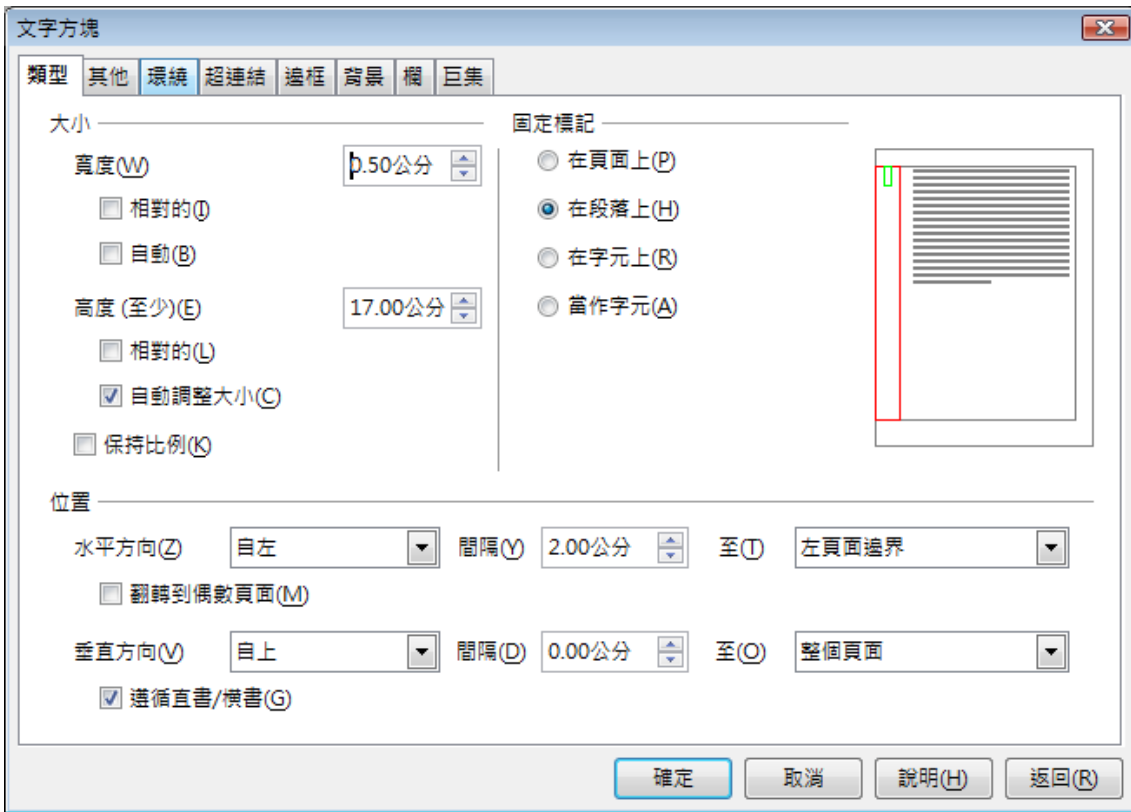 文字方塊
類型 其他 環繞 超連結 邊框 背景 欄 巨集
大小
寬度(W) 0.50公分
相對的(I)
自動(B)
高度 (至少)(E) 17.00公分
相對的(L)
自動調整大小(C)
保持比例(K)
固定標記
在頁面上(P)
在段落上(H)
在字元上(R)
當作字元(A)
位置
水平方向(Z) 自左 間隔(Y) 2.00公分 至(T) 左頁面邊界
翻轉到偶數頁面(M)
垂直方向(V) 自上 間隔(D) 0.00公分 至(O) 整個頁面
遵循直書/橫書(G)
確定 取消 說明(H) 返回(R)